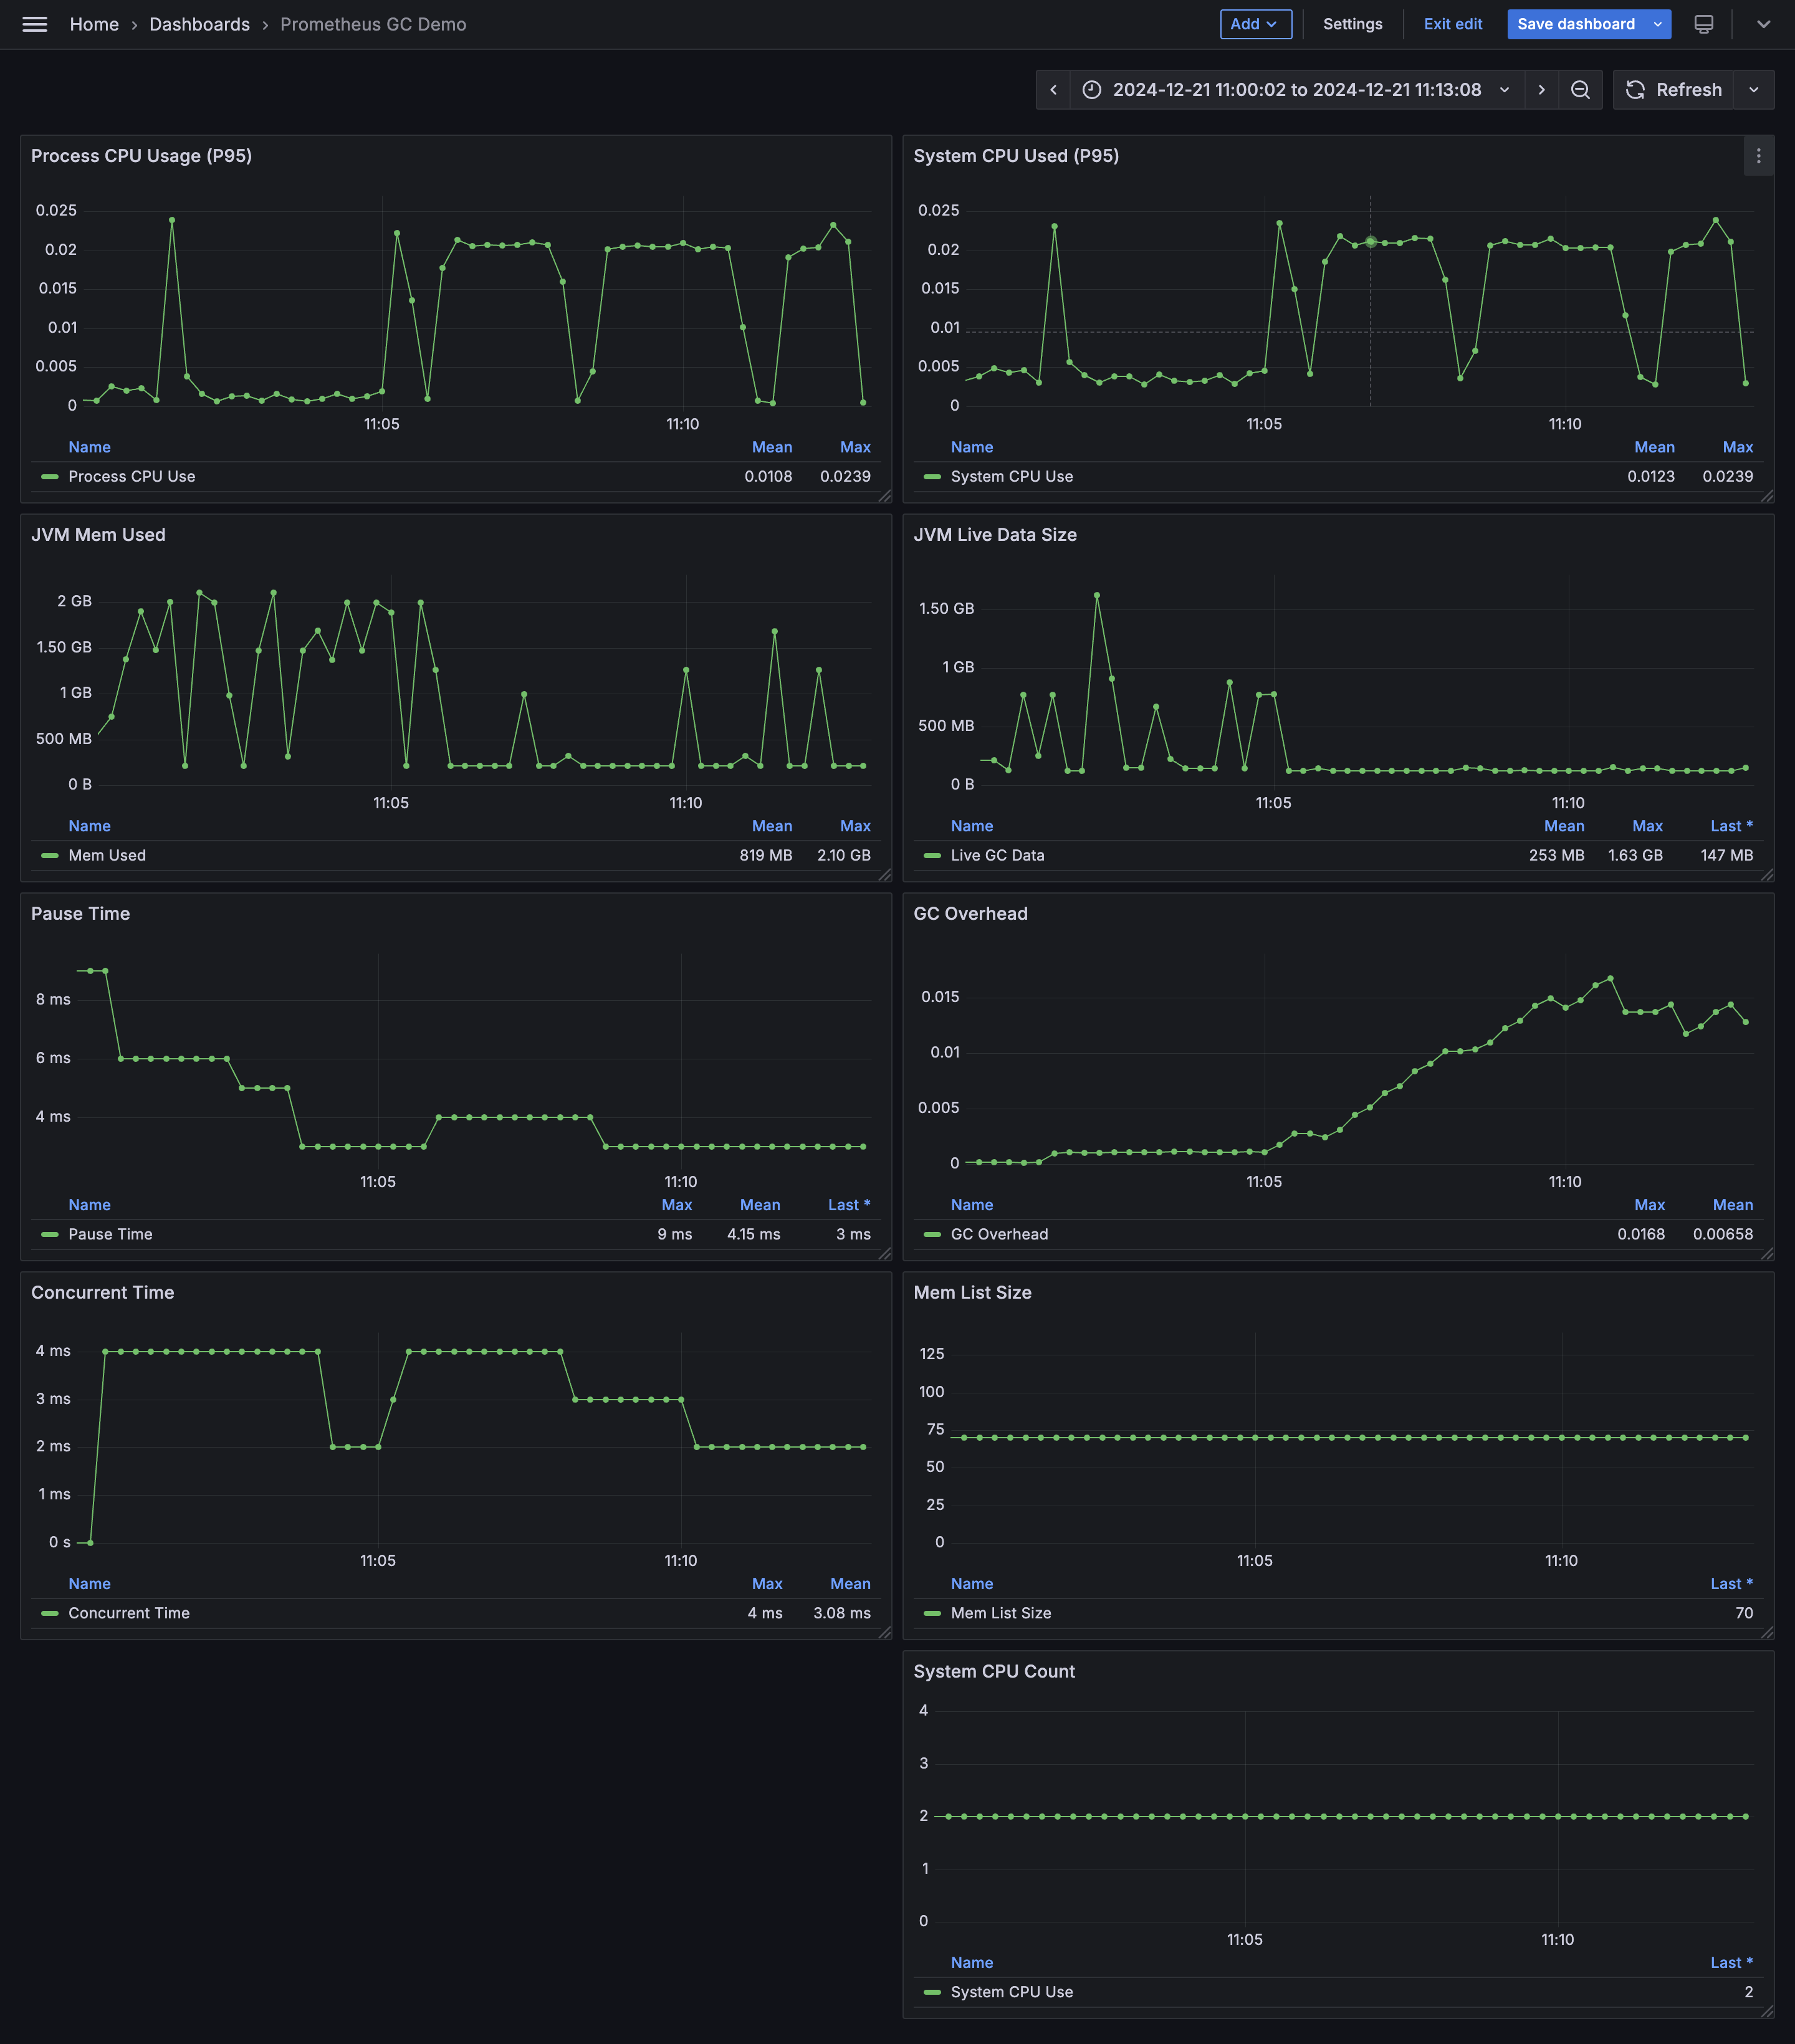 Home › Dashboards › Prometheus GC Demo
Add
Settings
Exit edit
Save dashboard
2024-12-21 11:00:02 to 2024-12-21 11:13:08
Refresh
Process CPU Usage (P95)
0.025
0.02
0.015
0.01
0.005
0
11:05 11:10
Name Mean Max
Process CPU Use 0.0108 0.0239
System CPU Used (P95)
0.025
0.02
0.015
0.01
0.005
0
11:05 11:10
Name Mean Max
System CPU Use 0.0123 0.0239
JVM Mem Used
2 GB
1.50 GB
1 GB
500 MB
0 B
11:05 11:10
Name Mean Max
Mem Used 819 MB 2.10 GB
JVM Live Data Size
1.50 GB
1 GB
500 MB
0 B
11:05 11:10
Name Mean Max Last *
Live GC Data 253 MB 1.63 GB 147 MB
Pause Time
8 ms
6 ms
4 ms
11:05 11:10
Name Max Mean Last *
Pause Time 9 ms 4.15 ms 3 ms
GC Overhead
0.015
0.01
0.005
0
11:05 11:10
Name Max Mean
GC Overhead 0.0168 0.00658
Concurrent Time
4 ms
3 ms
2 ms
1 ms
0 s
11:05 11:10
Name Max Mean
Concurrent Time 4 ms 3.08 ms
Mem List Size
125
100
75
50
25
0
11:05 11:10
Name Last *
Mem List Size 70
System CPU Count
4
3
2
1
0
11:05 11:10
Name Last *
System CPU Use 2